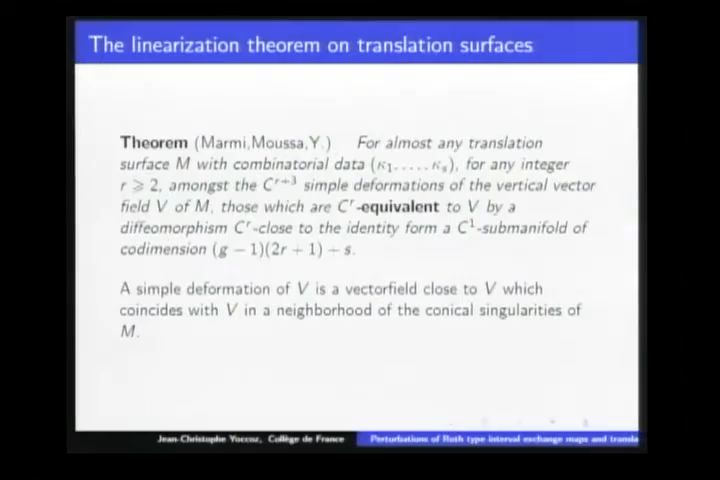 The linearization theorem on translation surfaces
Theorem (Marmi,Moussa,Y.) For almost any translation
surface M with combinatorial data (κ₁, . . . , κₛ), for any integer
r ⩾ 2, amongst the Cʳ⁺³ simple deformations of the vertical vector
field V of M, those which are Cʳ-equivalent to V by a
diffeomorphism Cʳ-close to the identity form a C¹-submanifold of
codimension (g − 1)(2r + 1) + s.
A simple deformation of V is a vectorfield close to V which
coincides with V in a neighborhood of the conical singularities of
M.
Jean-Christophe Yoccoz, Collège de France
Perturbations of Roth type interval exchange maps and transla